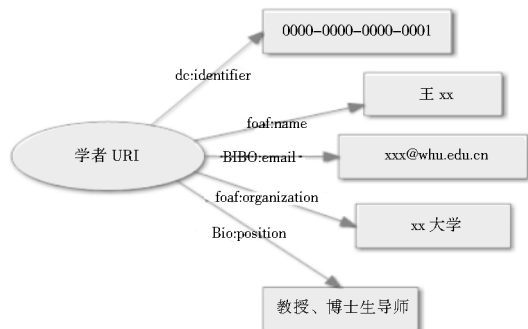 0000-0000-0000-0001
dc:identifier
王 xx
foaf:name
学者 URI
BIBO:email
xxx@whu.edu.cn
foaf:organization
xx 大学
Bio:position
教授、博士生导师